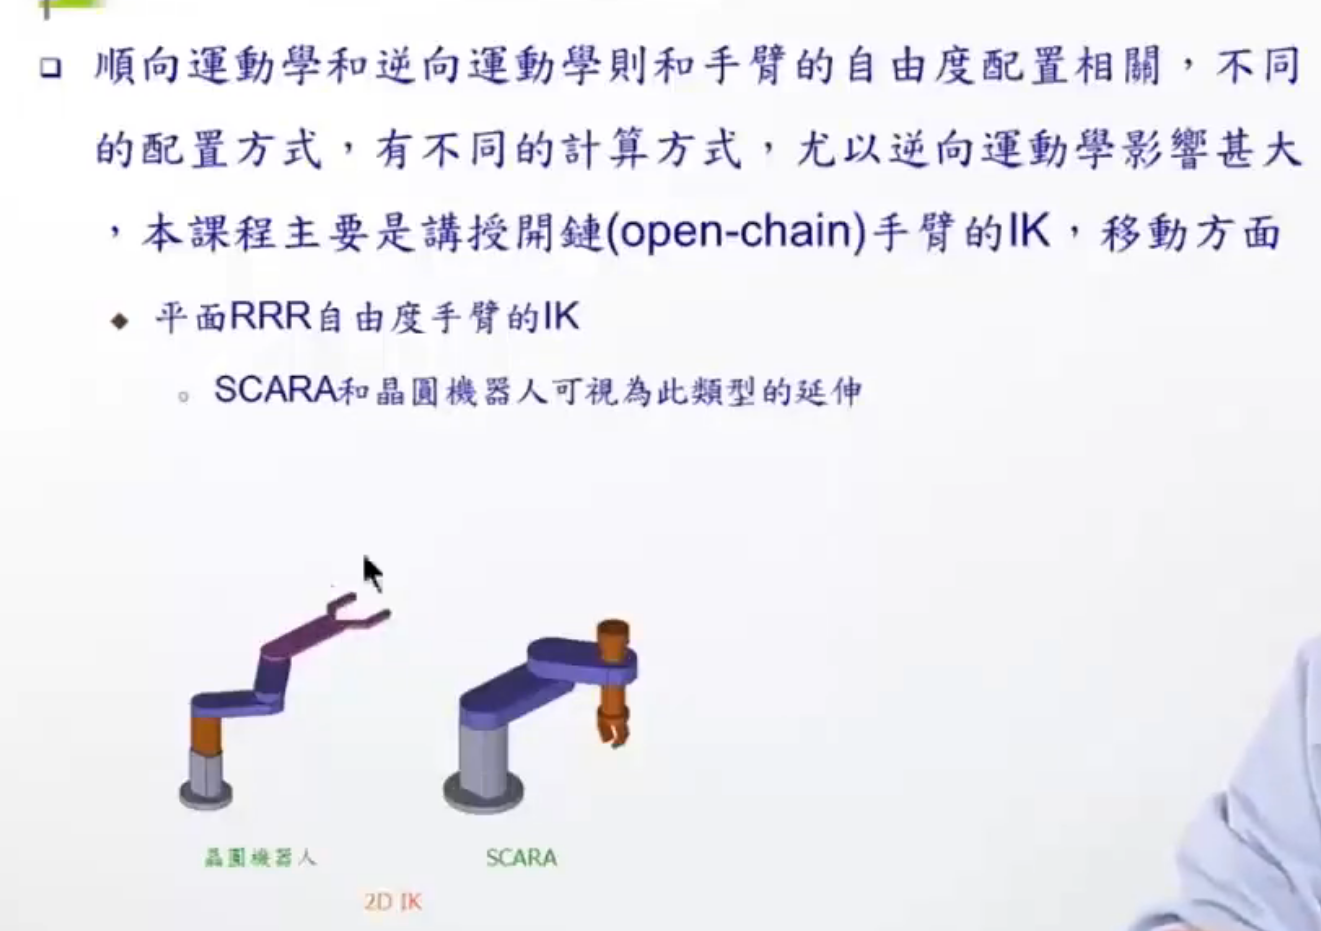 順向運動學和逆向運動學則和手臂的自由度配置相關，不同
的配置方式，有不同的計算方式，尤以逆向運動學影響甚大
，本課程主要是講授開鏈(open-chain)手臂的IK，移動方面
平面RRR自由度手臂的IK
SCARA和晶圓機器人可視為此類型的延伸
晶圓機器人
SCARA
2D IK